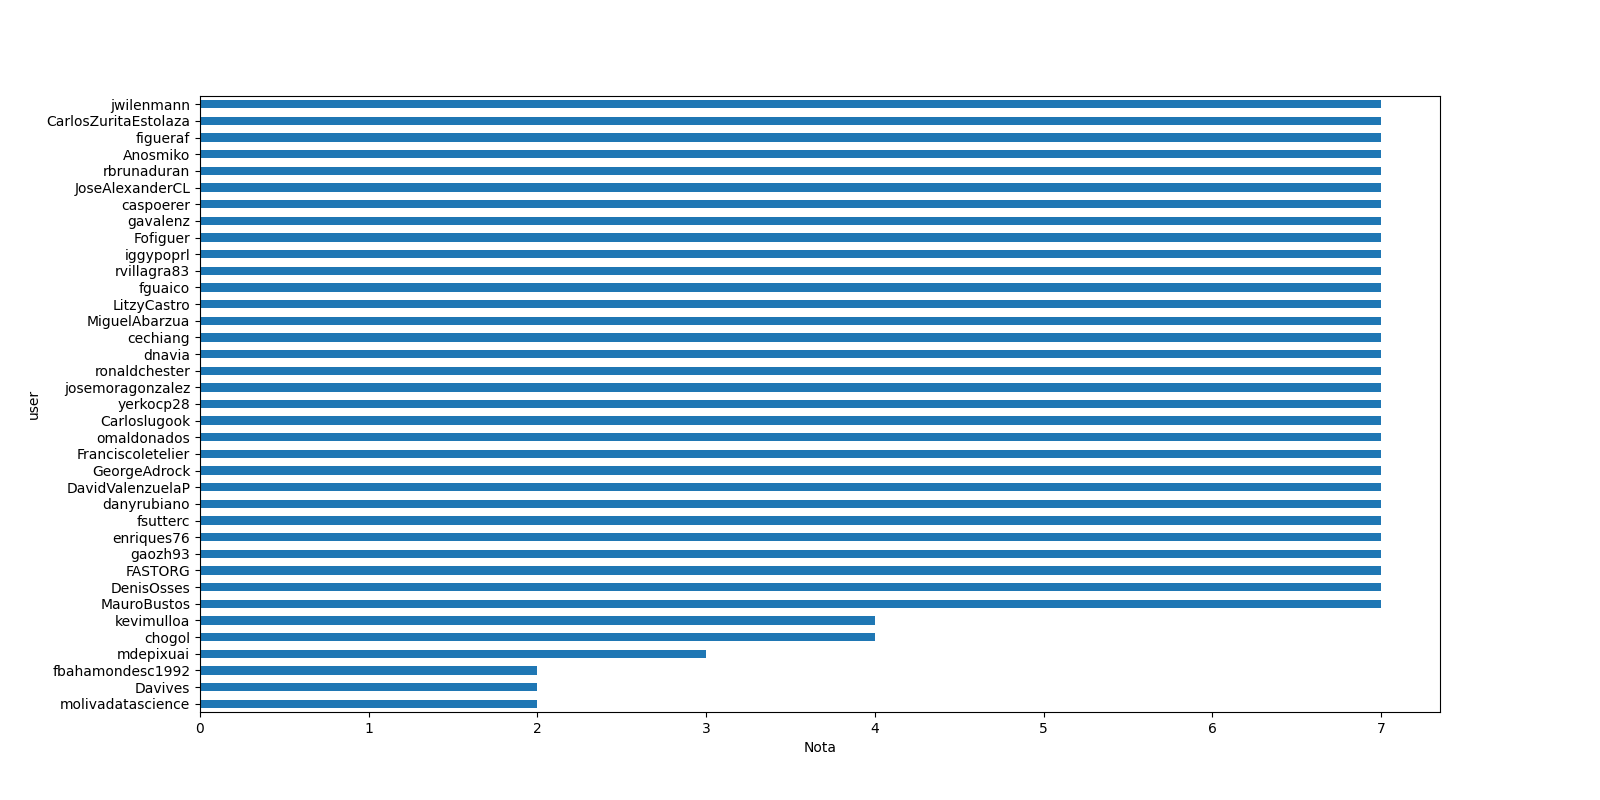 jwilenmann
CarlosZuritaEstolaza
figueraf
Anosmiko
rbrunaduran
JoseAlexanderCL
caspoerer
gavalenz
Fofiguer
iggypoprl
rvillagra83
fguaico
LitzyCastro
MiguelAbarzua
cechiang
dnavia
ronaldchester
josemoragonzalez
yerkocp28
Carloslugook
omaldonados
Franciscoletelier
GeorgeAdrock
DavidValenzuelaP
danyrubiano
fsutterc
enriques76
gaozh93
FASTORG
DenisOsses
MauroBustos
kevimulloa
chogol
mdepixuai
fbahamondesc1992
Davives
molivadatascience
user
0 1 2 3 4 5 6 7
Nota